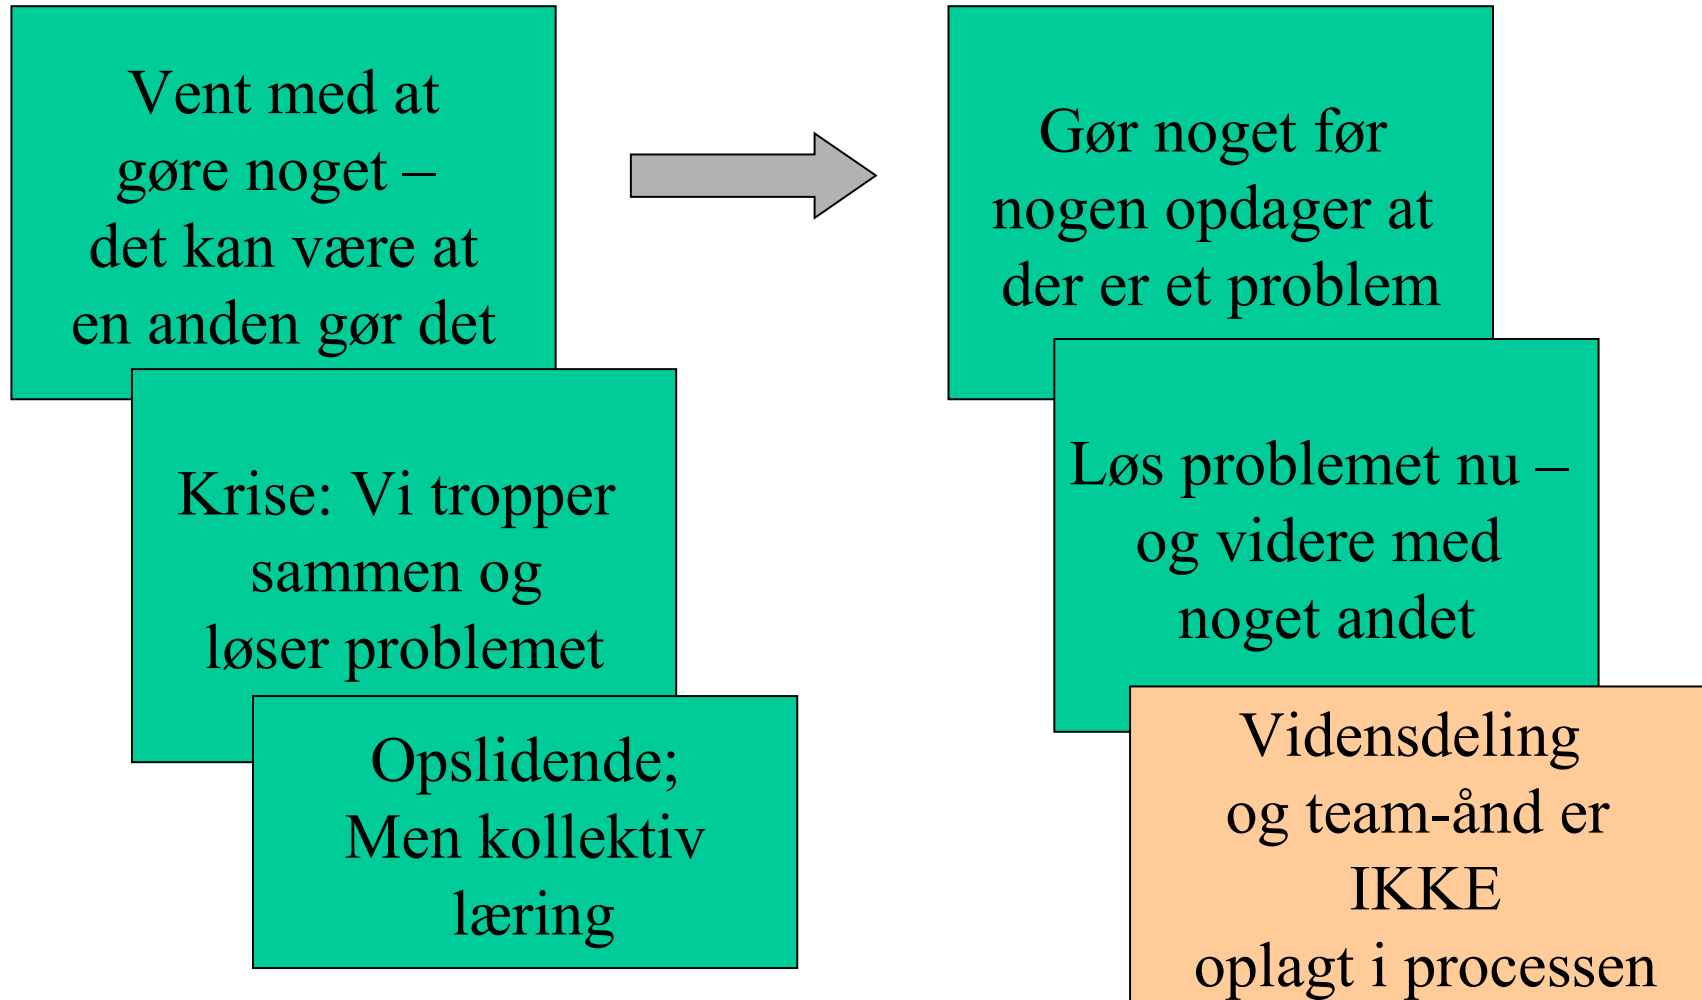 Vent med at
gøre noget –
det kan være at
en anden gør det
Krise: Vi tropper
sammen og
løser problemet
Opslidende;
Men kollektiv
læring
Gør noget før
nogen opdager at
der er et problem
Løs problemet nu –
og videre med
noget andet
Vidensdeling
og team-ånd er
IKKE
oplagt i processen